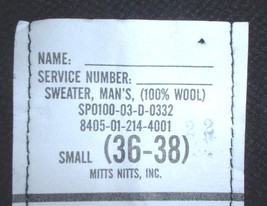 NAME:
SERVICE NUMBER:
SWEATER, MAN'S, (100% WOOL)
SPO100-03-D-0332
8405-01-214-4001
SMALL (36-38)
MITTS NITTS, INC.